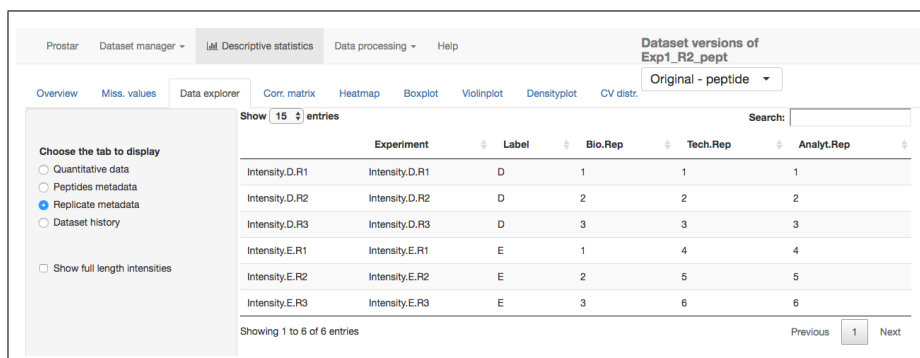 Prostar Dataset manager Descriptive statistics Data processing Help
Dataset versions of
Exp1_R2_pept
Original - peptide
Overview Miss. values Data explorer Corr. matrix Heatmap Boxplot Violinplot Densityplot CV distr.
Show 15 entries Search:
Choose the tab to display
Quantitative data
Peptides metadata
Replicate metadata
Dataset history
Show full length intensities
Experiment Label Bio.Rep Tech.Rep Analyt.Rep
Intensity.D.R1 Intensity.D.R1 D 1 1 1
Intensity.D.R2 Intensity.D.R2 D 2 2 2
Intensity.D.R3 Intensity.D.R3 D 3 3 3
Intensity.E.R1 Intensity.E.R1 E 1 4 4
Intensity.E.R2 Intensity.E.R2 E 2 5 5
Intensity.E.R3 Intensity.E.R3 E 3 6 6
Showing 1 to 6 of 6 entries Previous 1 Next